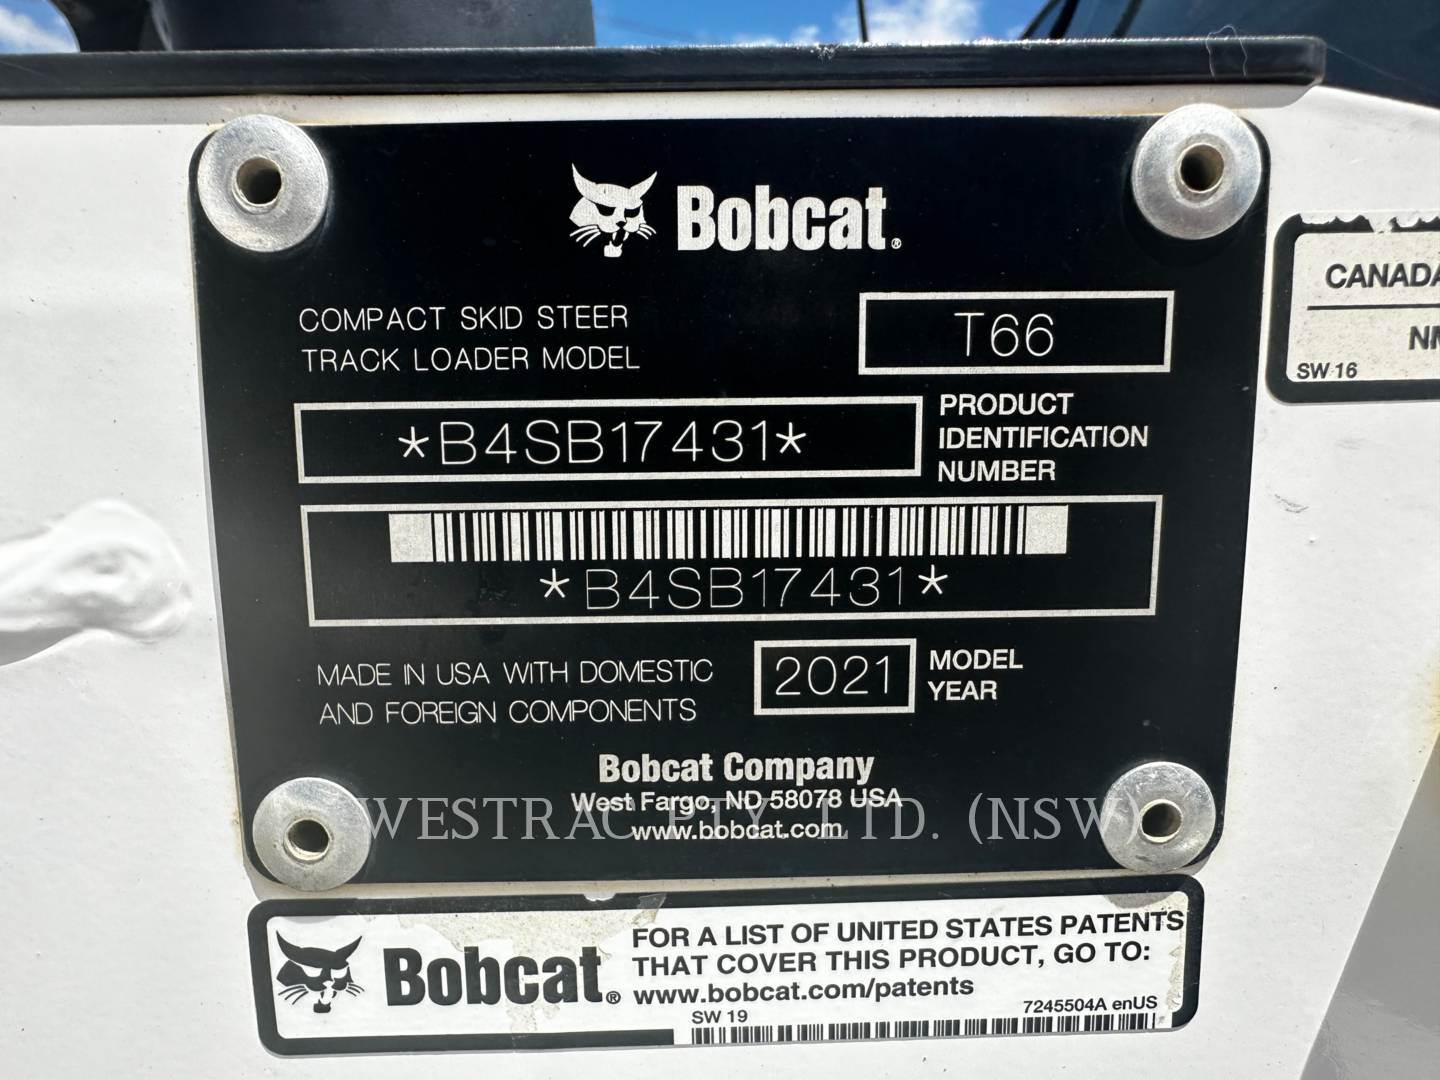 Bobcat®
COMPACT SKID STEER
TRACK LOADER MODEL
T66
*B4SB17431*
PRODUCT
IDENTIFICATION
NUMBER
*B4SB17431*
MADE IN USA WITH DOMESTIC
AND FOREIGN COMPONENTS
2021
MODEL
YEAR
Bobcat Company
West Fargo, ND 58078 USA
www.bobcat.com
WESTRAC PTY. LTD. (NSW)
Bobcat®
FOR A LIST OF UNITED STATES PATENTS
THAT COVER THIS PRODUCT, GO TO:
www.bobcat.com/patents
SW 19
7245504A enUS
CANADA
SW 16